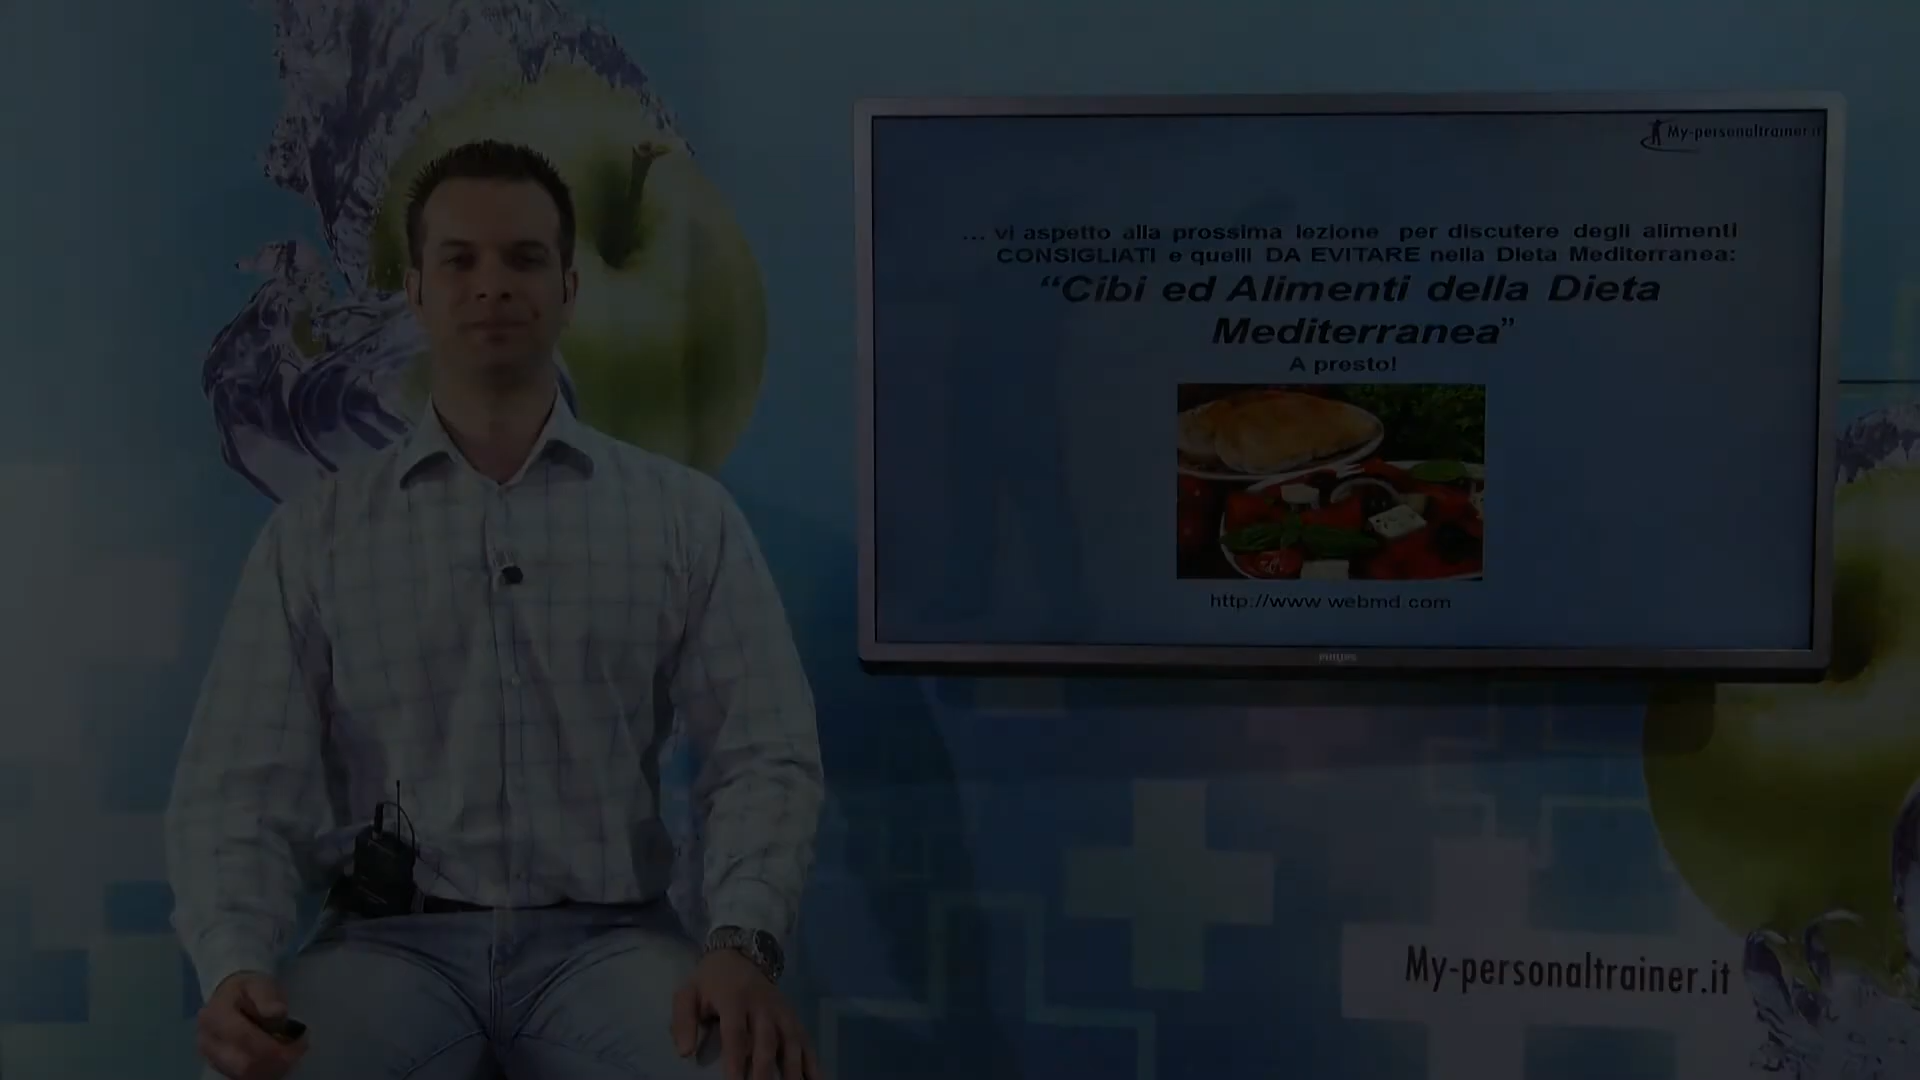 My-personaltrainer.it
... vi aspetto alla prossima lezione per discutere degli alimenti
CONSIGLIATI e quelli DA EVITARE nella Dieta Mediterranea:
“Cibi ed Alimenti della Dieta
Mediterranea”
A presto!
http://www.webmd.com
PHILIPS
My-personaltrainer.it